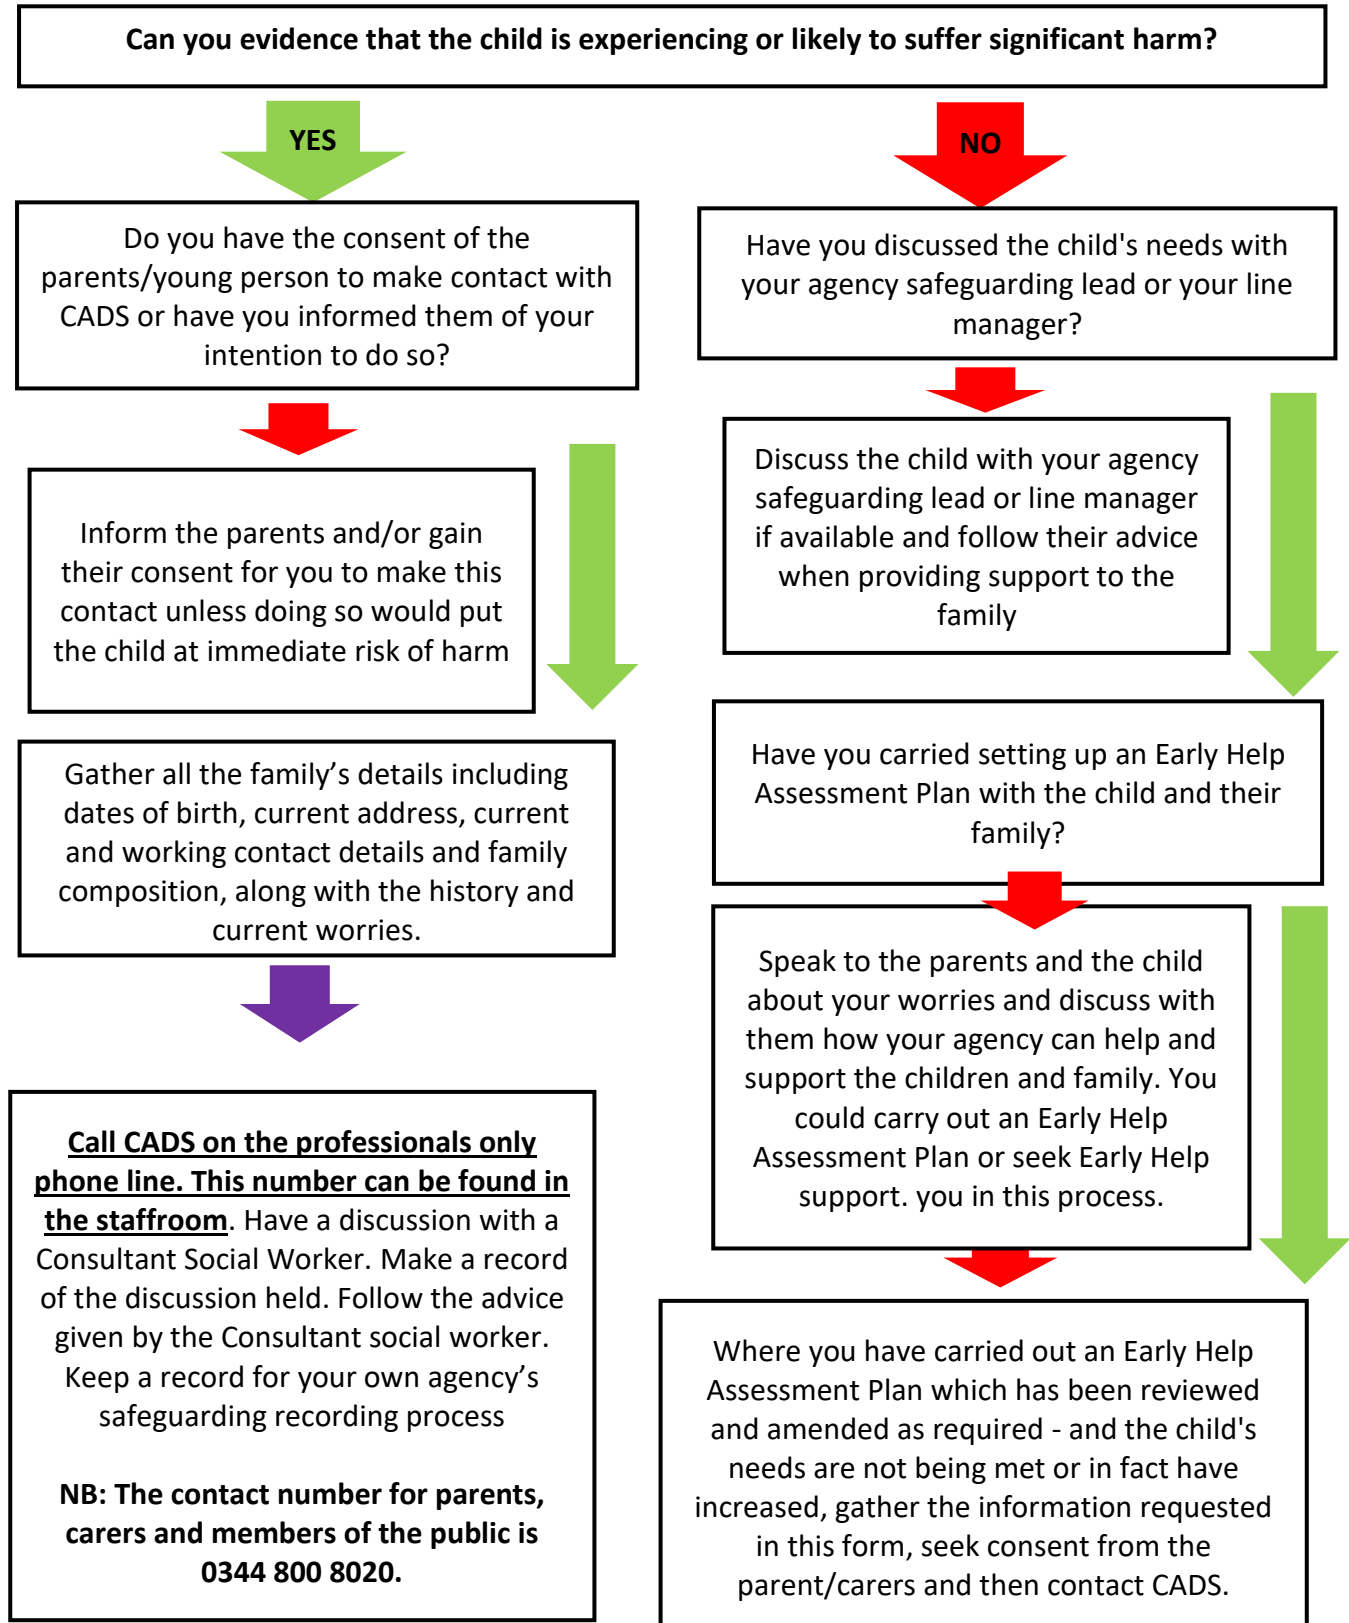 Can you evidence that the child is experiencing or likely to suffer significant harm?
YES
NO
Do you have the consent of the
parents/young person to make contact with
CADS or have you informed them of your
intention to do so?
Inform the parents and/or gain
their consent for you to make this
contact unless doing so would put
the child at immediate risk of harm
Gather all the family’s details including
dates of birth, current address, current
and working contact details and family
composition, along with the history and
current worries.
Call CADS on the professionals only
phone line. This number can be found in
the staffroom. Have a discussion with a
Consultant Social Worker. Make a record
of the discussion held. Follow the advice
given by the Consultant social worker.
Keep a record for your own agency’s
safeguarding recording process
NB: The contact number for parents,
carers and members of the public is
0344 800 8020.
Have you discussed the child's needs with
your agency safeguarding lead or your line
manager?
Discuss the child with your agency
safeguarding lead or line manager
if available and follow their advice
when providing support to the
family
Have you carried setting up an Early Help
Assessment Plan with the child and their
family?
Speak to the parents and the child
about your worries and discuss with
them how your agency can help and
support the children and family. You
could carry out an Early Help
Assessment Plan or seek Early Help
support. you in this process.
Where you have carried out an Early Help
Assessment Plan which has been reviewed
and amended as required - and the child's
needs are not being met or in fact have
increased, gather the information requested
in this form, seek consent from the
parent/carers and then contact CADS.